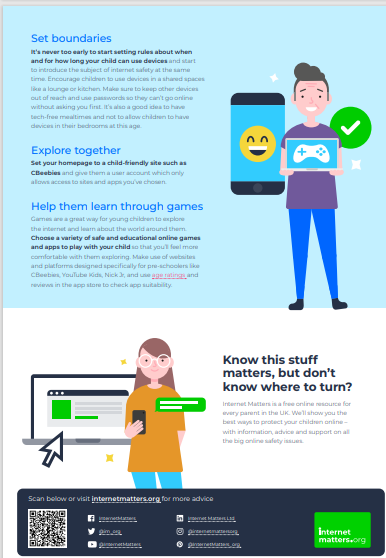 Set boundaries
It's never too early to start setting rules about when
and for how long your child can use devices and start
to introduce the subject of internet safety at the same
time. Encourage children to use devices in a shared spaces
like a lounge or kitchen. Make sure to keep other devices
out of reach and use passwords so they can't go online
without asking you first. It's also a good idea to have
tech-free mealtimes and not to allow children to have
devices in their bedrooms at this age.
Explore together
Set your homepage to a child-friendly site such as
CBeebies and give them a user account which only
allows access to sites and apps you've chosen.
Help them learn through games
Games are a great way for young children to explore
the internet and learn about the world around them.
Choose a variety of safe and educational online games
and apps to play with your child so that you'll feel more
comfortable with them exploring. Make use of websites
and platforms designed specifically for pre-schoolers like
CBeebies, YouTube Kids, Nick Jr, and use age ratings and
reviews in the app store to check app suitability.
Know this stuff
matters, but don't
know where to turn?
Internet Matters is a free online resource for
every parent in the UK. We'll show you the
best ways to protect your children online –
with information, advice and support on all
the big online safety issues.
Scan below or visit internetmatters.org for more advice
InternetMatters
@im_org
InternetMatters
Internet Matters Ltd
@internetmattersorg
@InternetMatters_org
internet
matters.org